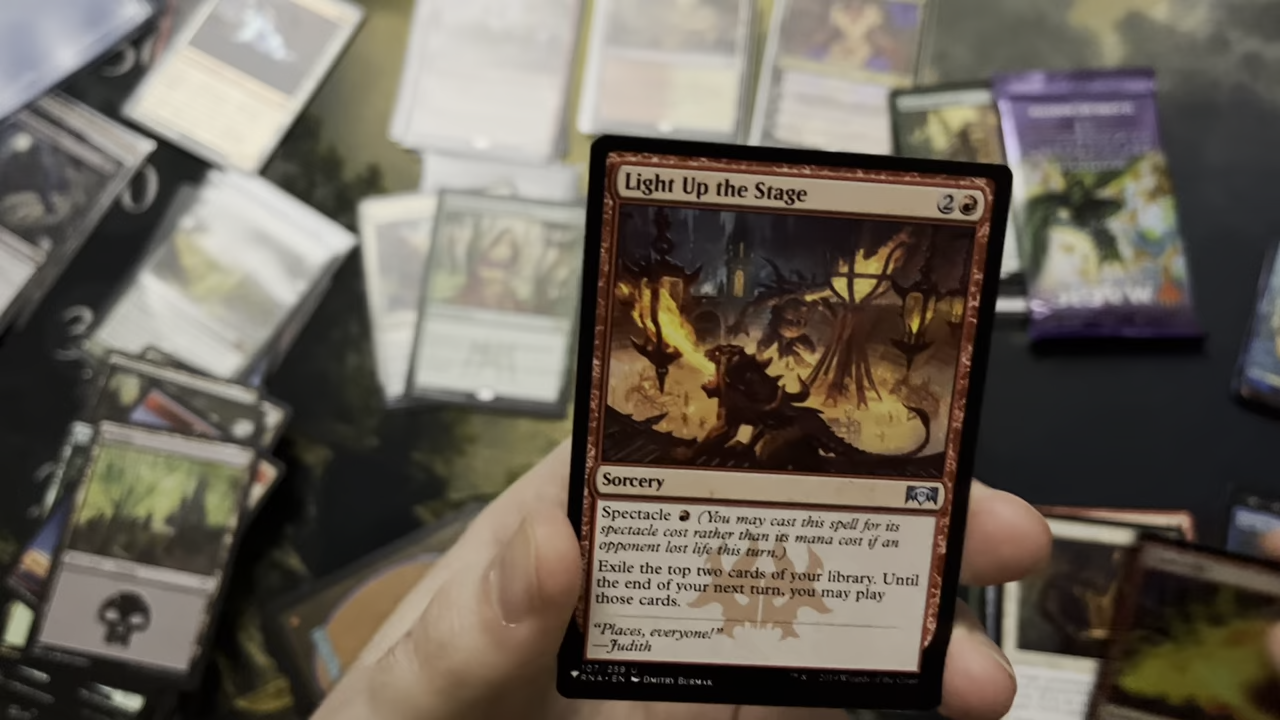 Light Up the Stage
2
Sorcery
Spectacle (You may cast this spell for its
spectacle cost rather than its mana cost if an
opponent lost life this turn.)
Exile the top two cards of your library. Until
the end of your next turn, you may play
those cards.
"Places, everyone!"
—Judith
107/259 U
RNA • EN DMITRY BURMAK